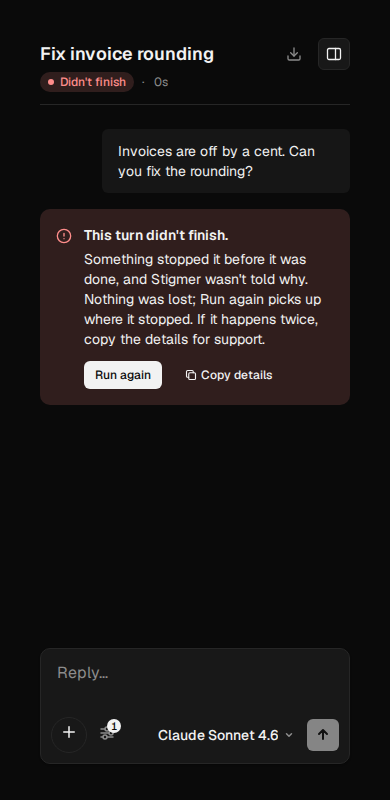 Fix invoice rounding
Didn't finish · 0s
Invoices are off by a cent. Can
you fix the rounding?
This turn didn't finish.
Something stopped it before it was
done, and Stigmer wasn't told why.
Nothing was lost; Run again picks up
where it stopped. If it happens twice,
copy the details for support.
Run again
Copy details
Reply...
1
Claude Sonnet 4.6